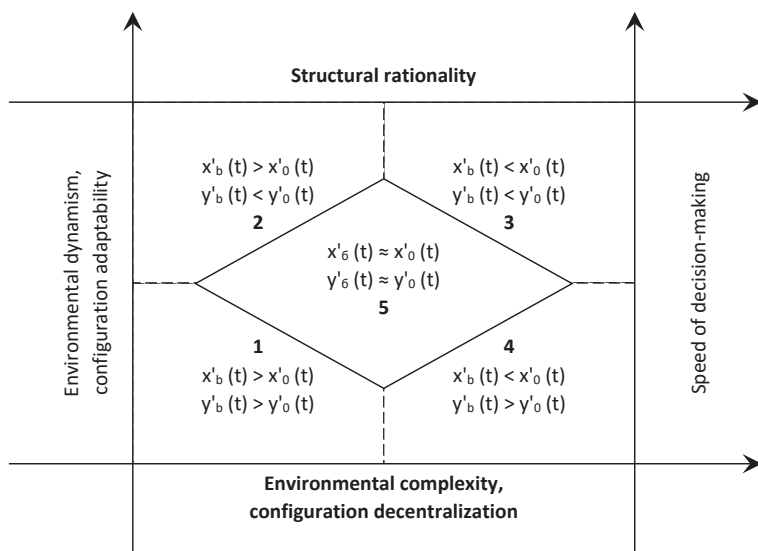 Structural rationality
Environmental dynamism,
configuration adaptability
x'b (t) > x'0 (t)
y'b (t) < y'0 (t)
2
x'b (t) < x'0 (t)
y'b (t) < y'0 (t)
3
x'б (t) ≈ x'0 (t)
y'б (t) ≈ y'0 (t)
5
1
x'b (t) > x'0 (t)
y'b (t) > y'0 (t)
4
x'b (t) < x'0 (t)
y'b (t) > y'0 (t)
Speed of decision-making
Environmental complexity,
configuration decentralization